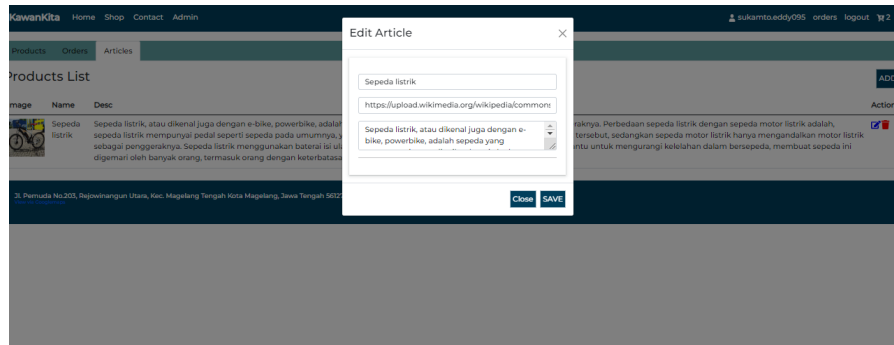 KawanKita Home Shop Contact Admin
sukamto.eddy095 orders logout 2
Products Orders Articles
Products List
ADD
Image Name Desc
Action
Sepeda listrik
Sepeda listrik, atau dikenal juga dengan e-bike, powerbike, adalah
raknya. Perbedaan sepeda listrik dengan sepeda motor listrik adalah,
sepeda listrik mempunyai pedal seperti sepeda pada umumnya, y
tersebut, sedangkan sepeda motor listrik hanya mengandalkan motor listrik
sebagai penggeraknya. Sepeda listrik menggunakan baterai isi ula
ntu untuk mengurangi kelelahan dalam bersepeda, membuat sepeda ini
digemari oleh banyak orang, termasuk orang dengan keterbatasa
Edit Article
Sepeda listrik
https://upload.wikimedia.org/wikipedia/commons
Sepeda listrik, atau dikenal juga dengan e-
bike, powerbike, adalah sepeda yang
Close SAVE
Jl. Pemuda No.203, Rejowinangun Utara, Kec. Magelang Tengah Kota Magelang, Jawa Tengah 56127